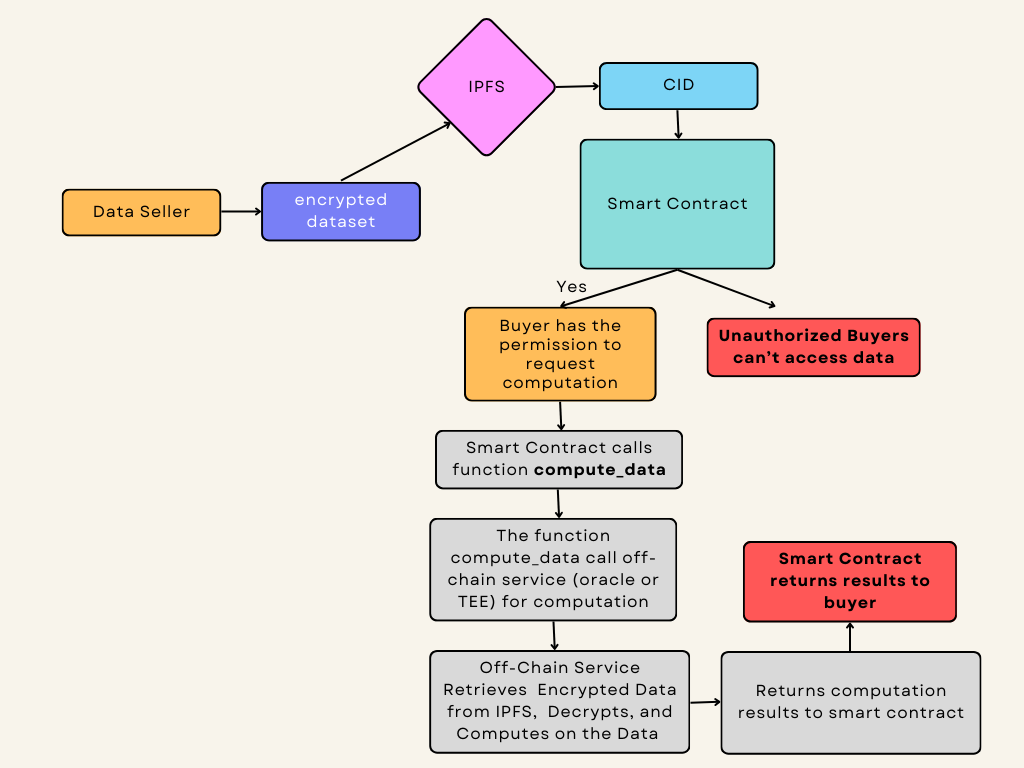 IPFS
CID
Data Seller
encrypted
dataset
Smart Contract
Yes
Buyer has the
permission to
request
computation
Unauthorized Buyers
can't access data
Smart Contract calls
function compute_data
The function
compute_data call off-
chain service (oracle or
TEE) for computation
Off-Chain Service
Retrieves  Encrypted Data
from IPFS,  Decrypts, and
Computes on the Data
Returns computation
results to smart contract
Smart Contract
returns results to
buyer